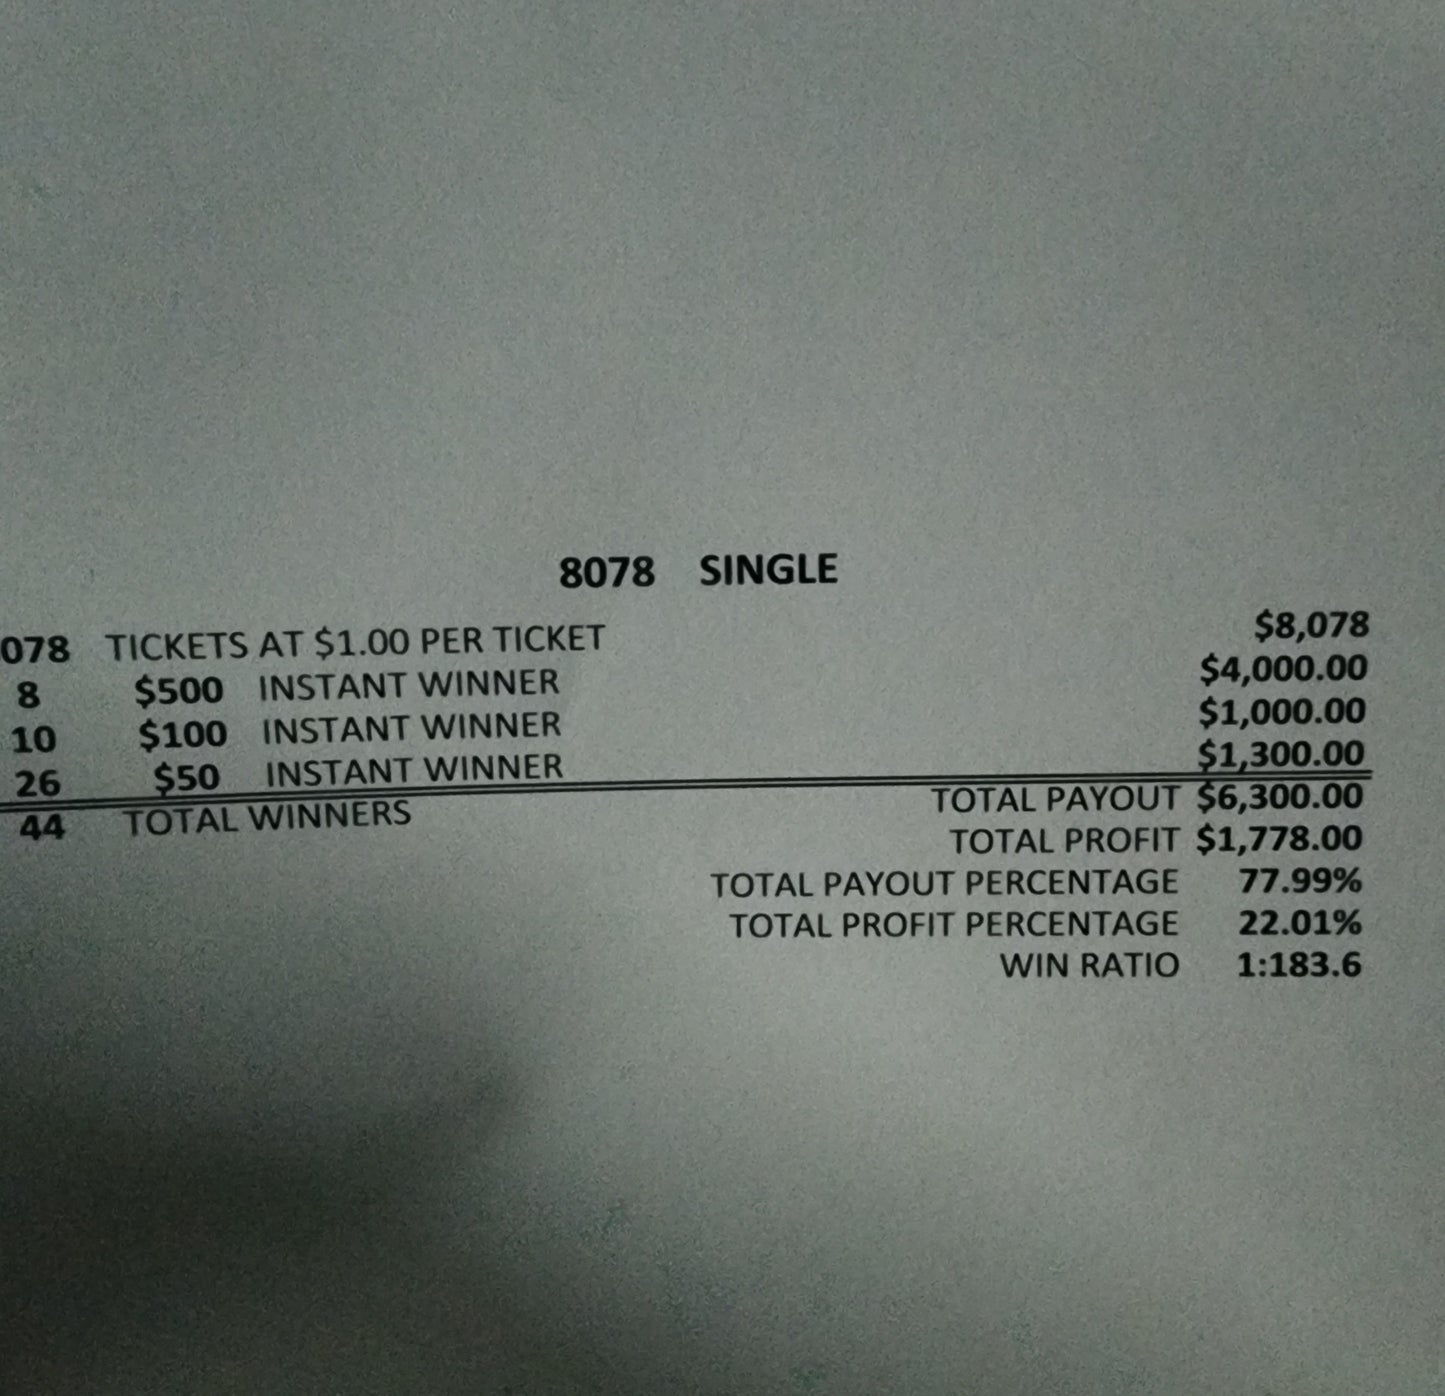 8078 SINGLE
078 TICKETS AT $1.00 PER TICKET $8,078
8 $500 INSTANT WINNER $4,000.00
10 $100 INSTANT WINNER $1,000.00
26 $50 INSTANT WINNER $1,300.00
44 TOTAL WINNERS TOTAL PAYOUT $6,300.00
TOTAL PROFIT $1,778.00
TOTAL PAYOUT PERCENTAGE 77.99%
TOTAL PROFIT PERCENTAGE 22.01%
WIN RATIO 1:183.6